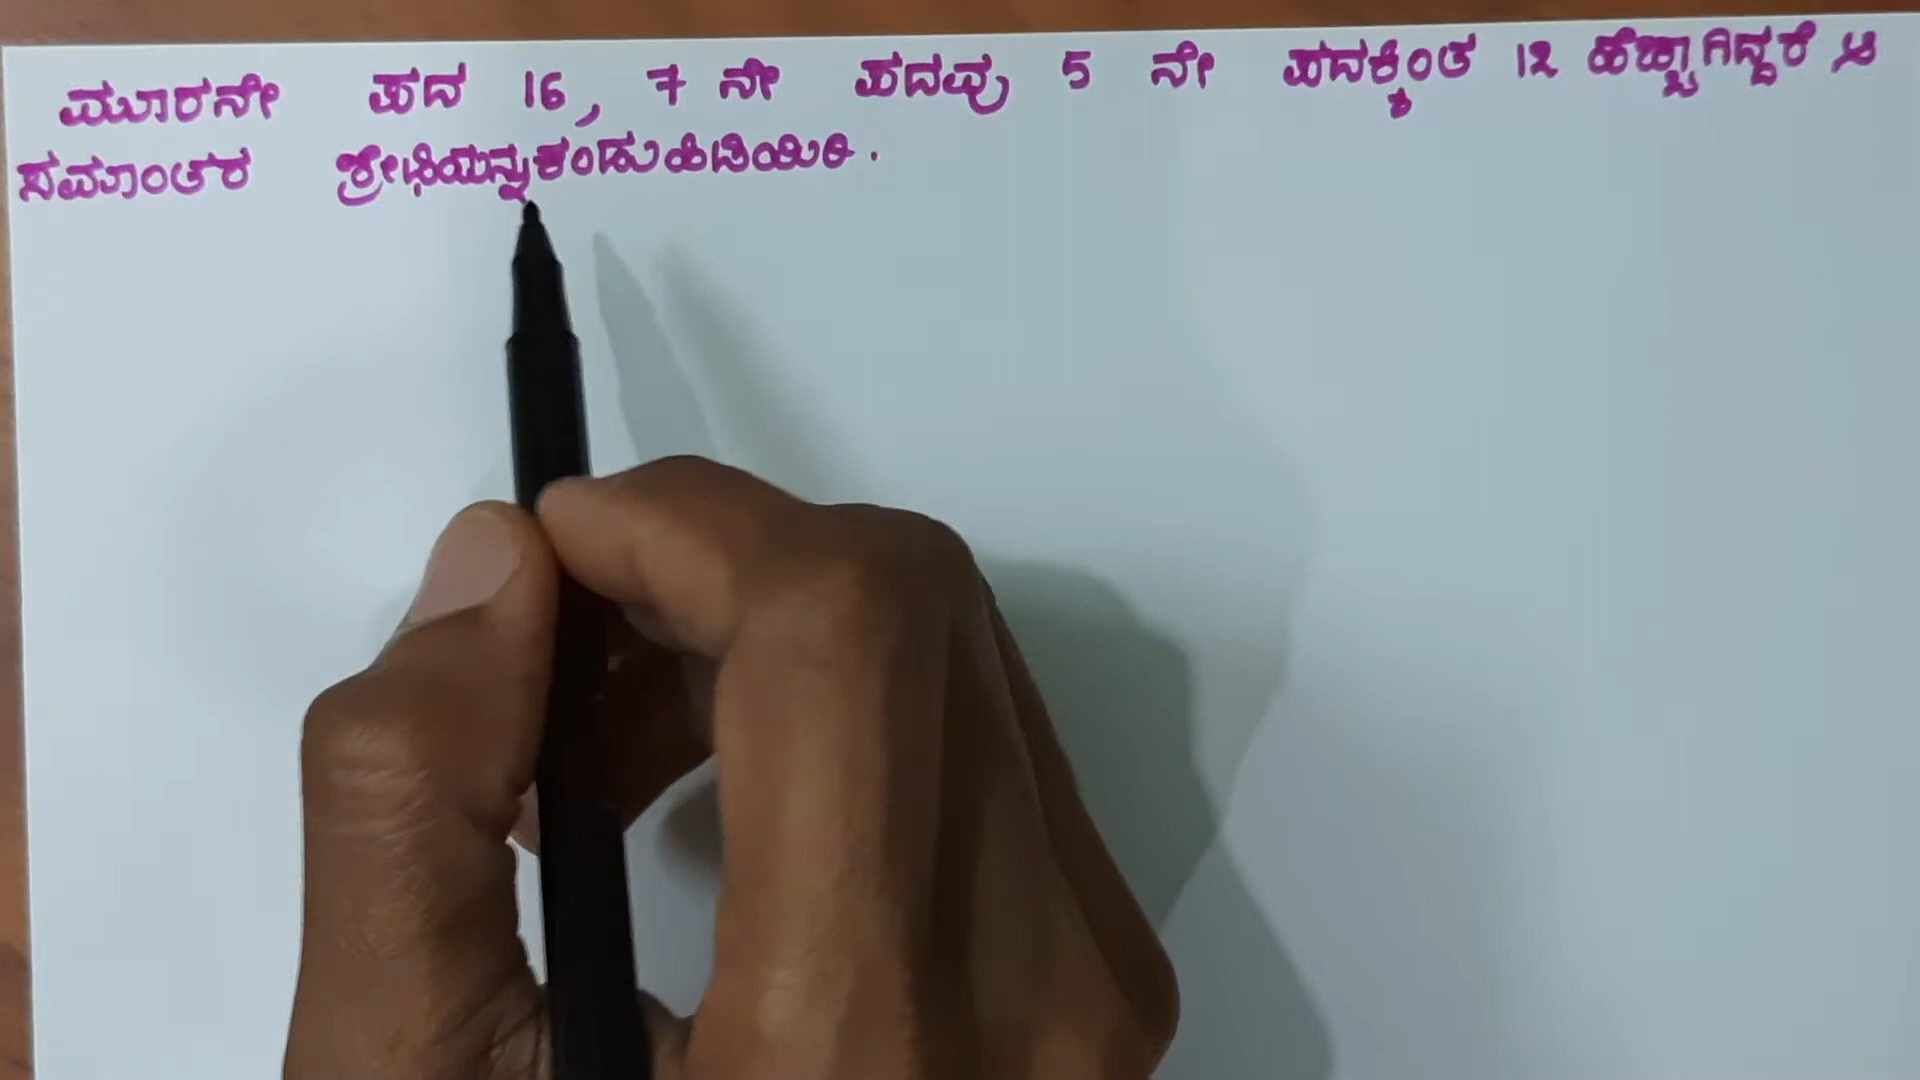 ಮೂರನೇ ಪದ 16, 7 ನೇ ಪದವು 5 ನೇ ಪದಕ್ಕಿಂತ 12 ಹೆಚ್ಚಾಗಿದ್ದರೆ ಆ
ಸಮಾಂತರ ಶ್ರೇಢಿಯನ್ನು ಕಂಡುಹಿಡಿಯಿರಿ.